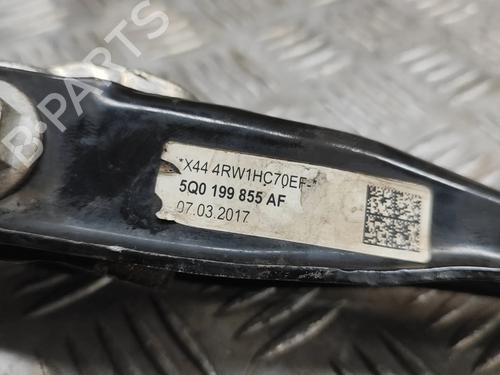 *X44 4RW1HC70EF*
5Q0 199 855 AF
07.03.2017
B-Parts